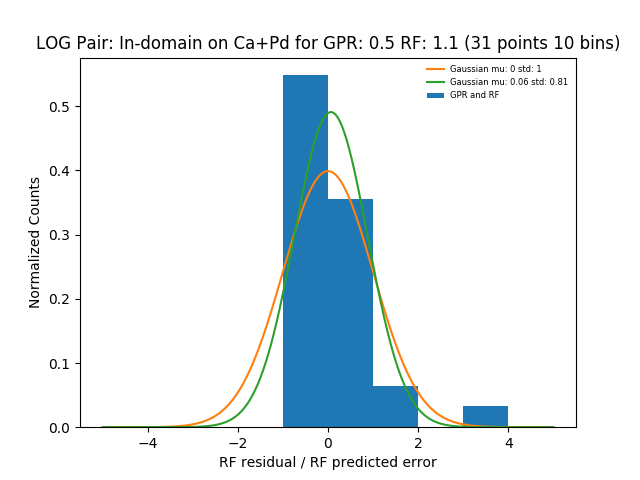 LOG Pair: In-domain on Ca+Pd for GPR: 0.5 RF: 1.1 (31 points 10 bins)
Gaussian mu: 0 std: 1
Gaussian mu: 0.06 std: 0.81
GPR and RF
Normalized Counts
0.5
0.4
0.3
0.2
0.1
0.0
−4 −2 0 2 4
RF residual / RF predicted error